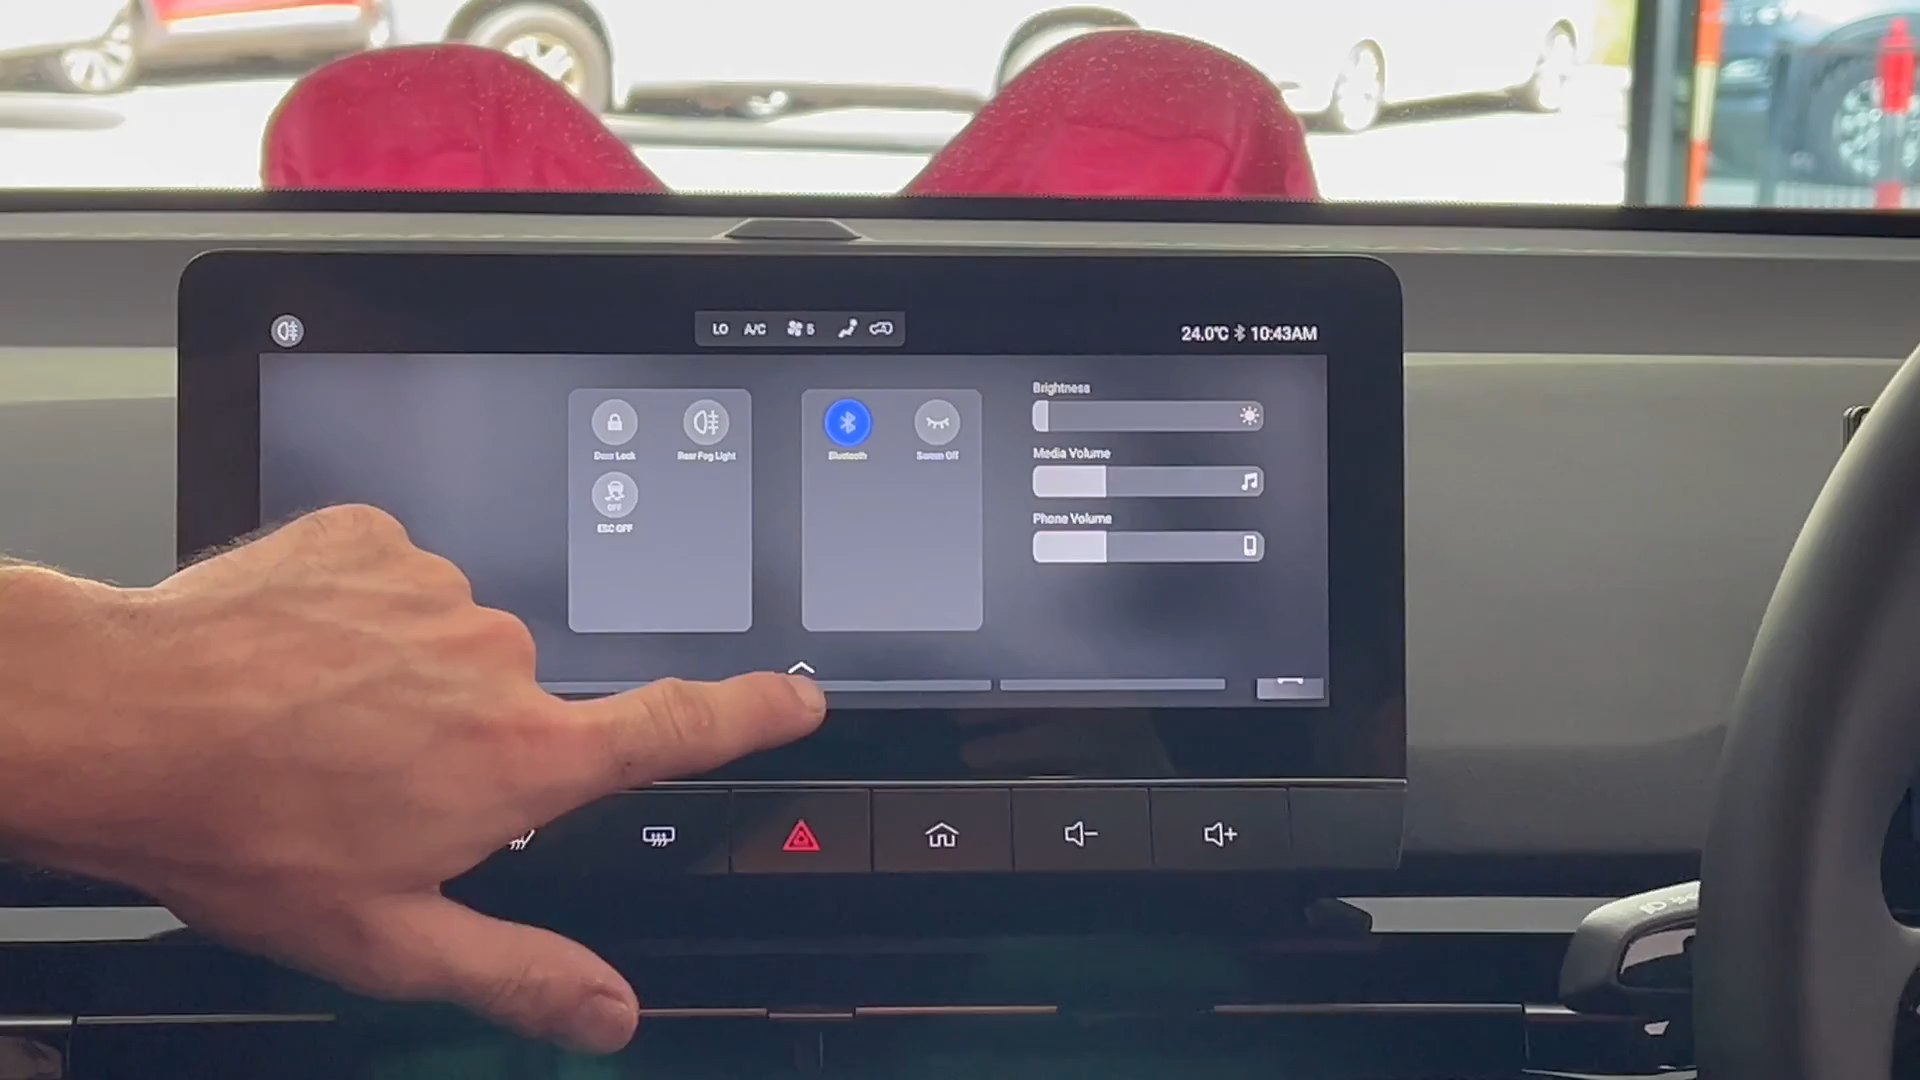 LO A/C 5
24.0°C 10:43AM
Door Lock
Rear Fog Light
OFF
ESC OFF
Bluetooth
Screen Off
Brightness
Media Volume
Phone Volume